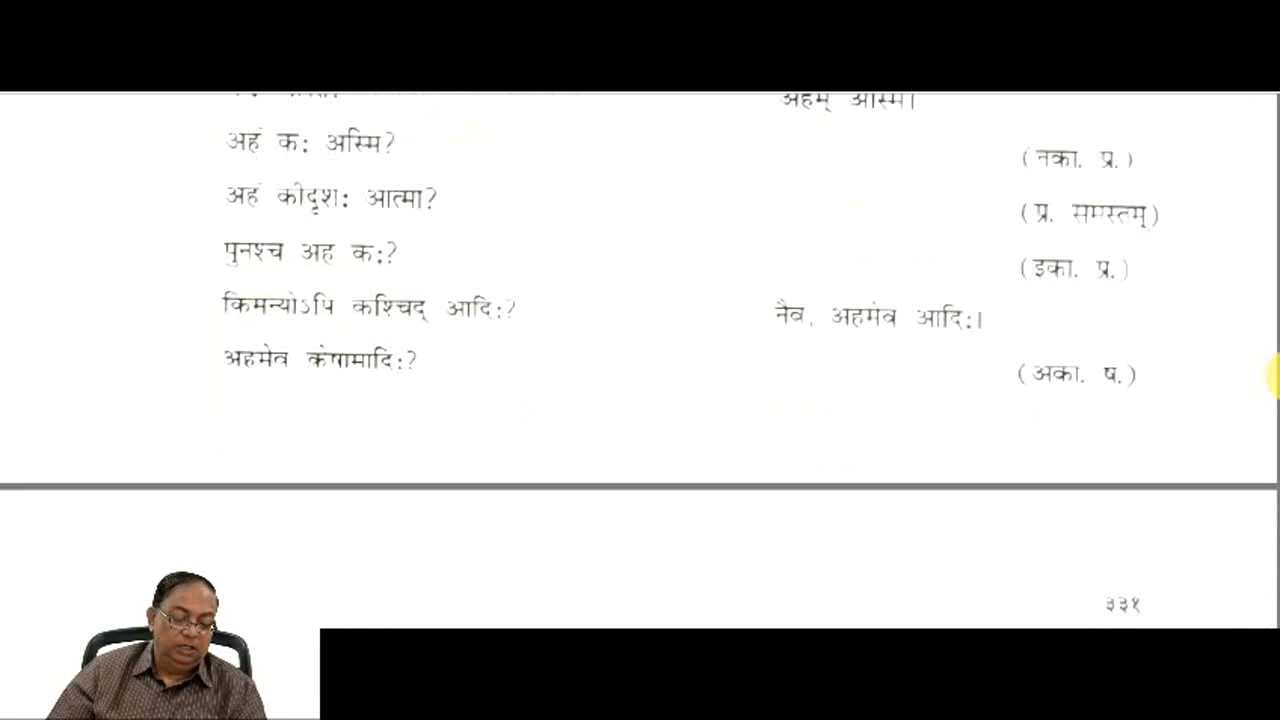 अहम् अस्मि।
अहं कः अस्मि?
(नका. प्र.)
अहं कीदृशः आत्मा?
(प्र. समस्तम्)
पुनश्च अह कः?
(इका. प्र.)
किमन्योऽपि कश्चिद् आदिः?
नैव, अहमेव आदिः।
अहमेव केषामादिः?
(अका. ष.)
३३१